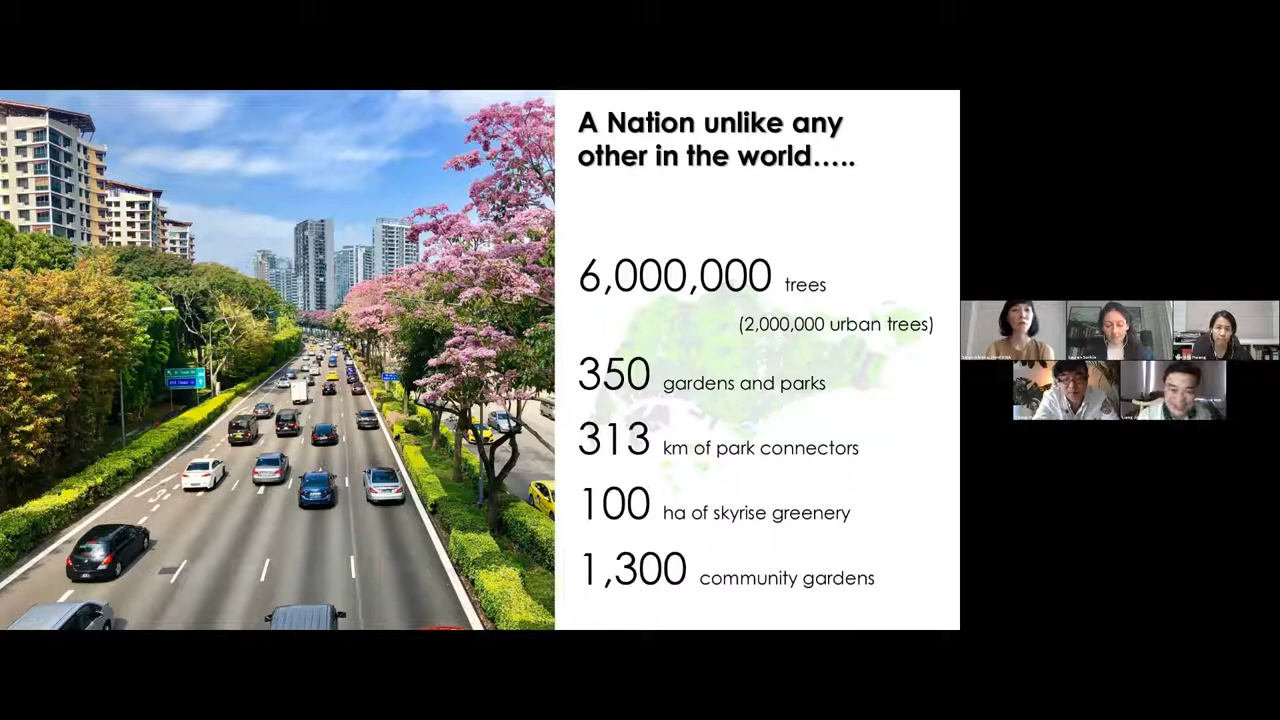 A Nation unlike any
other in the world.....
6,000,000 trees
(2,000,000 urban trees)
350 gardens and parks
313 km of park connectors
100 ha of skyrise greenery
1,300 community gardens